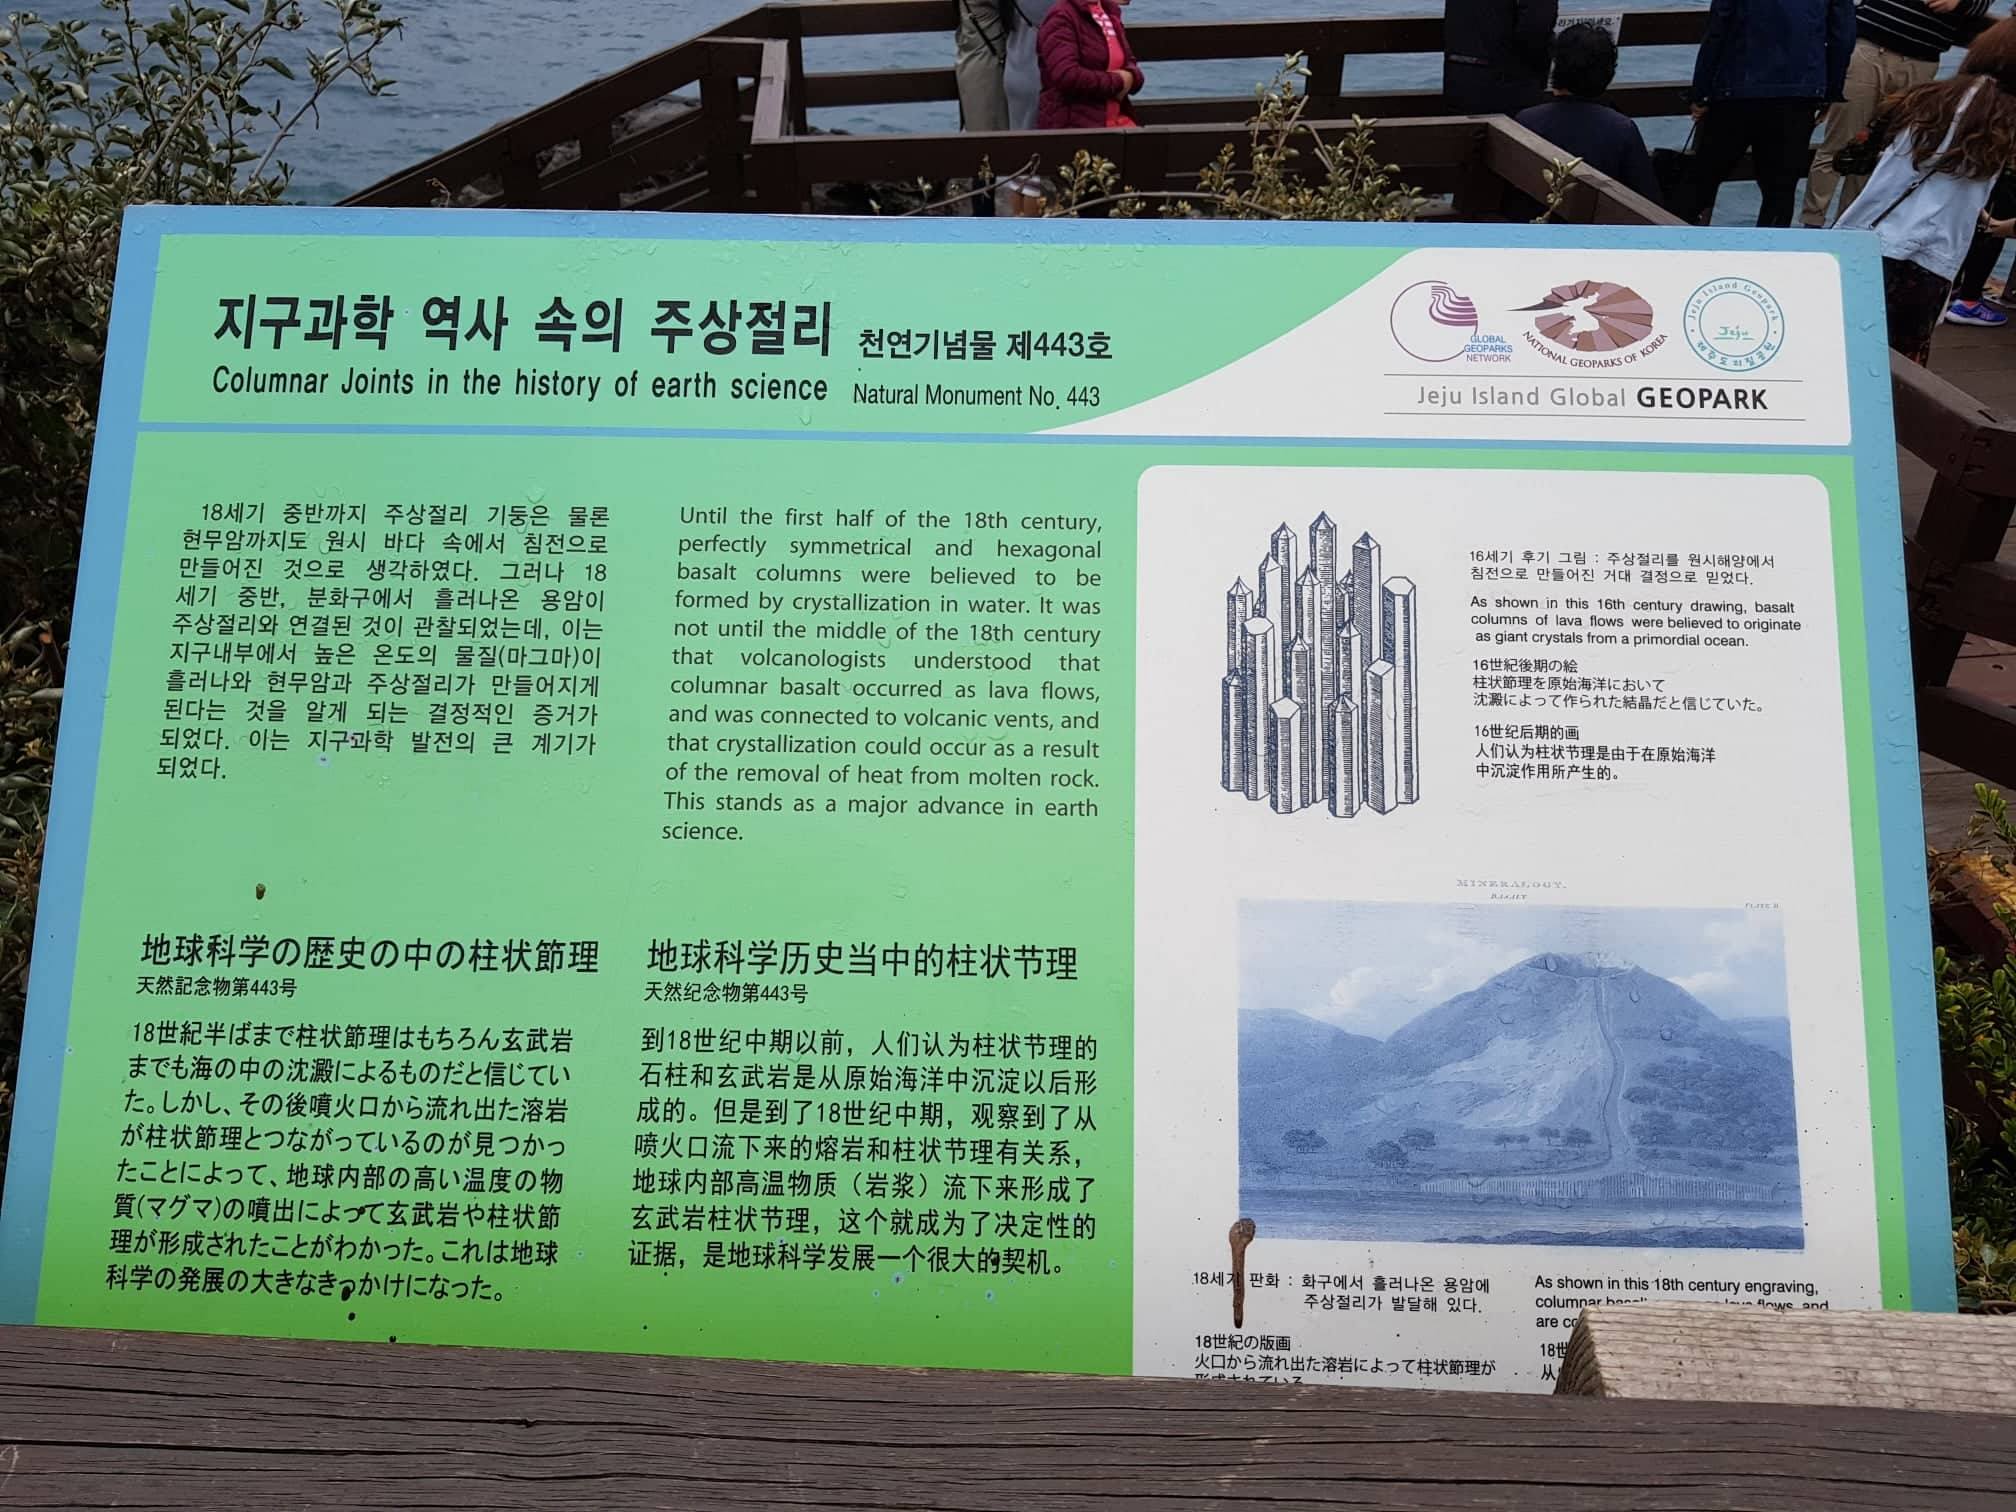 지구과학 역사 속의 주상절리 천연기념물 제443호
Columnar Joints in the history of earth science Natural Monument No. 443
GLOBAL
GEOPARKS
NETWORK
NATIONAL GEOPARKS OF KOREA
Jeju Island Geopark
Jeju
제주도지질공원
Jeju Island Global GEOPARK
18세기 중반까지 주상절리 기둥은 물론
현무암까지도 원시 바다 속에서 침전으로
만들어진 것으로 생각하였다. 그러나 18
세기 중반, 분화구에서 흘러나온 용암이
주상절리와 연결된 것이 관찰되었는데, 이는
지구내부에서 높은 온도의 물질(마그마)이
흘러나와 현무암과 주상절리가 만들어지게
된다는 것을 알게 되는 결정적인 증거가
되었다. 이는 지구과학 발전의 큰 계기가
되었다.
Until the first half of the 18th century,
perfectly symmetrical and hexagonal
basalt columns were believed to be
formed by crystallization in water. It was
not until the middle of the 18th century
that volcanologists understood that
columnar basalt occurred as lava flows,
and was connected to volcanic vents, and
that crystallization could occur as a result
of the removal of heat from molten rock.
This stands as a major advance in earth
science.
地球科学の歴史の中の柱状節理
天然記念物第443号
18世紀半ばまで柱状節理はもちろん玄武岩
までも海の中の沈澱によるものだと信じてい
た。しかし、その後噴火口から流れ出た溶岩
が柱状節理とつながっているのが見つかっ
たことによって、地球内部の高い温度の物
質(マグマ)の噴出によって玄武岩や柱状節
理が形成されたことがわかった。これは地球
科学の発展の大きなきっかけになった。
地球科学历史当中的柱状节理
天然纪念物第443号
到18世纪中期以前，人们认为柱状节理的
石柱和玄武岩是从原始海洋中沉淀以后形
成的。但是到了18世纪中期，观察到了从
喷火口流下来的熔岩和柱状节理有关系，
地球内部高温物质（岩浆）流下来形成了
玄武岩柱状节理，这个就成为了决定性的
证据，是地球科学发展一个很大的契机。
16세기 후기 그림 : 주상절리를 원시해양에서
침전으로 만들어진 거대 결정으로 믿었다.
As shown in this 16th century drawing, basalt
columns of lava flows were believed to originate
as giant crystals from a primordial ocean.
16世紀後期の絵
柱状節理を原始海洋において
沈澱によって作られた結晶だと信じていた。
16世纪后期的画
人们认为柱状节理是由于在原始海洋
中沉淀作用所产生的。
MINERALOGY.
BASALT
PLATE
18세기 판화 : 화구에서 흘러나온 용암에
주상절리가 발달해 있다.
As shown in this 18th century engraving,
columnar lava flows, and
are
18世紀の版画
火口から流れ出た溶岩によって柱状節理が
形成されている
18世
从